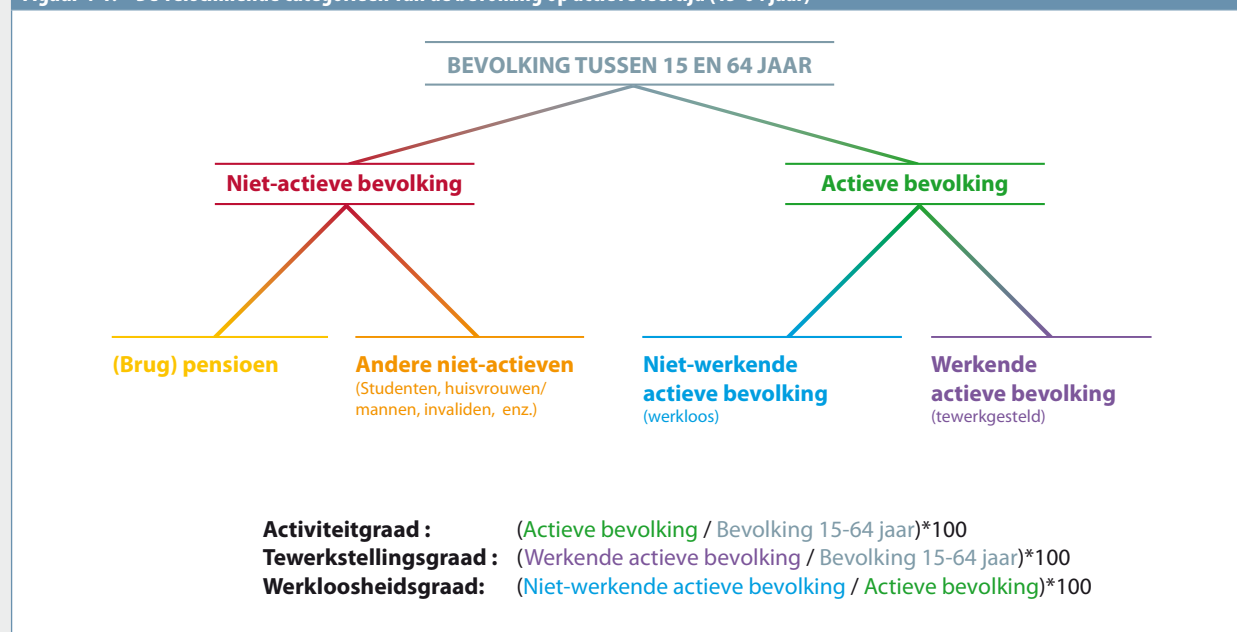 BEVOLKING TUSSEN 15 EN 64 JAAR
Niet-actieve bevolking
Actieve bevolking
(Brug) pensioen
Andere niet-actieven
(Studenten, huisvrouwen/
mannen, invaliden, enz.)
Niet-werkende
actieve bevolking
(werkloos)
Werkende
actieve bevolking
(tewerkgesteld)
Activiteitgraad : (Actieve bevolking / Bevolking 15-64 jaar)*100
Tewerkstellingsgraad : (Werkende actieve bevolking / Bevolking 15-64 jaar)*100
Werkloosheidsgraad: (Niet-werkende actieve bevolking / Actieve bevolking)*100